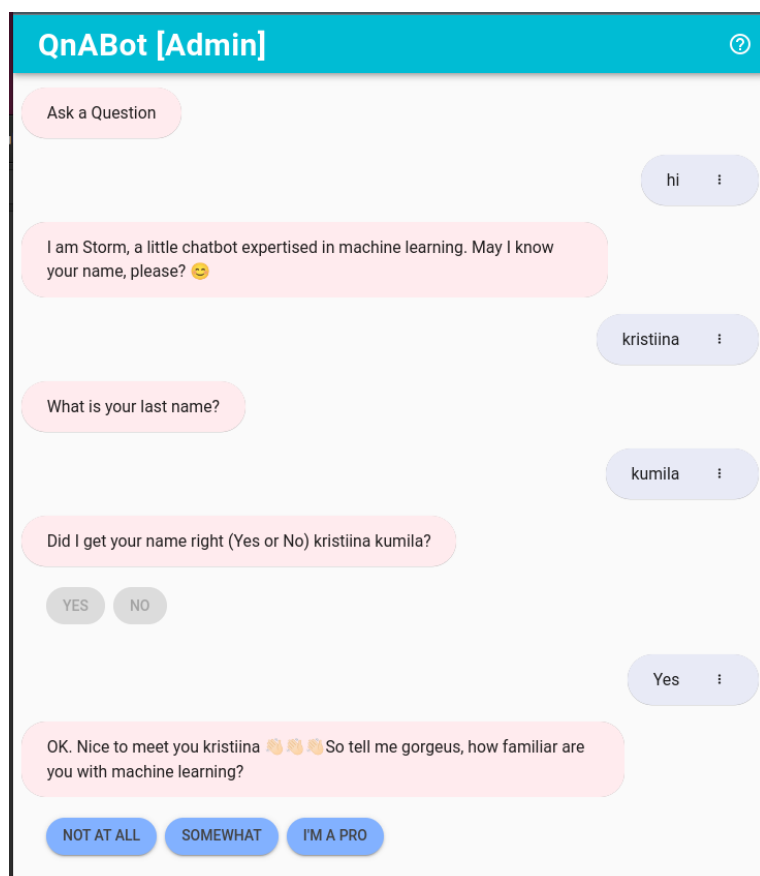 QnABot [Admin]
Ask a Question
hi
I am Storm, a little chatbot expertised in machine learning. May I know
your name, please? 😊
kristiina
What is your last name?
kumila
Did I get your name right (Yes or No) kristiina kumila?
YES NO
Yes
OK. Nice to meet you kristiina 👏🏻👏🏻👏🏻So tell me gorgeus, how familiar are
you with machine learning?
NOT AT ALL SOMEWHAT I'M A PRO